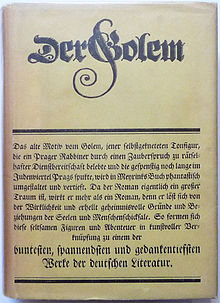 Der Golem
Das alte Motiv vom Golem, jener selbstgekneteten Tonfigur,
die ein Prager Rabbiner durch einen Zauberspruch zu rätsel-
hafter Dienstbereitschaft belebte und die gespenstig noch lange im
Judenviertel Prags spukte, wird in Meyrinks Buch phantastisch
umgestaltet und vertieft. Da der Roman eigentlich ein großer
Traum ist, wirkt er mehr als ein Roman, denn er löst sich von
der Wirklichkeit und erhellt geheimnisvolle Gründe und Be-
ziehungen der Seelen und Menschenschicksale. So formen sich
diese seltsamen Figuren und Abenteuer in kunstvoller Ver-
knüpfung zu einem der
buntesten, spannendsten und gedankentiefsten
Werke der deutschen Literatur.